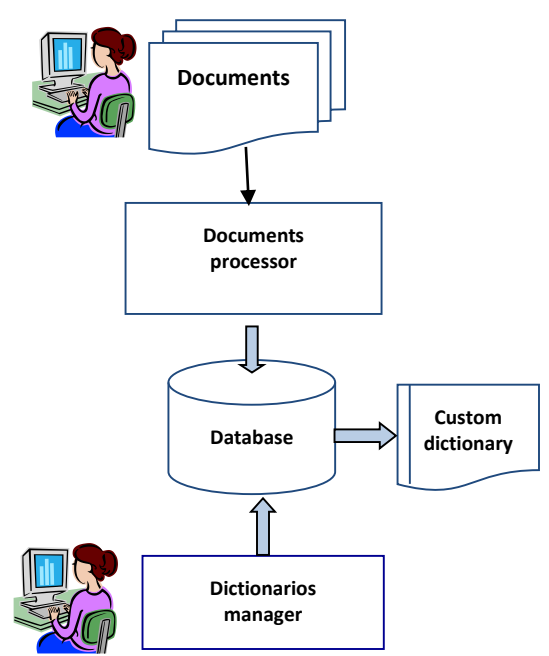 Documents
Documents
processor
Database
Custom
dictionary
Dictionarios
manager